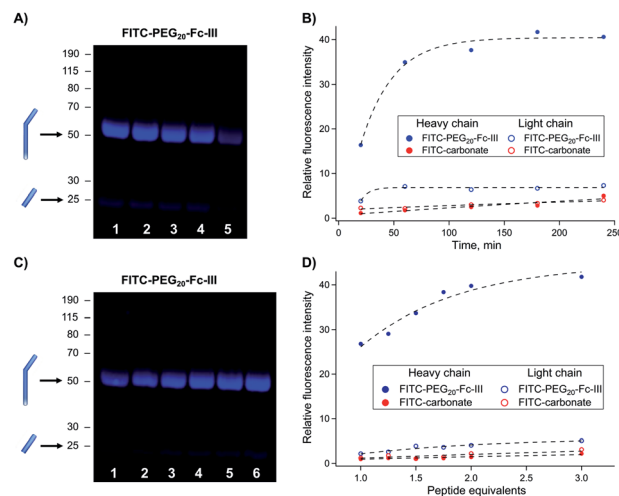 A)
FITC-PEG20-Fc-III
190 –
115 –
80 –
70 –
50 –
30 –
25 –
1 2 3 4 5
B)
Relative fluorescence intensity
40
30
20
10
0
Heavy chain Light chain
FITC-PEG20-Fc-III FITC-PEG20-Fc-III
FITC-carbonate FITC-carbonate
0 50 100 150 200 250
Time, min
C)
FITC-PEG20-Fc-III
190 –
115 –
80 –
70 –
50 –
30 –
25 –
1 2 3 4 5 6
D)
Relative fluorescence intensity
40
30
20
10
0
Heavy chain Light chain
FITC-PEG20-Fc-III FITC-PEG20-Fc-III
FITC-carbonate FITC-carbonate
1.0 1.5 2.0 2.5 3.0
Peptide equivalents